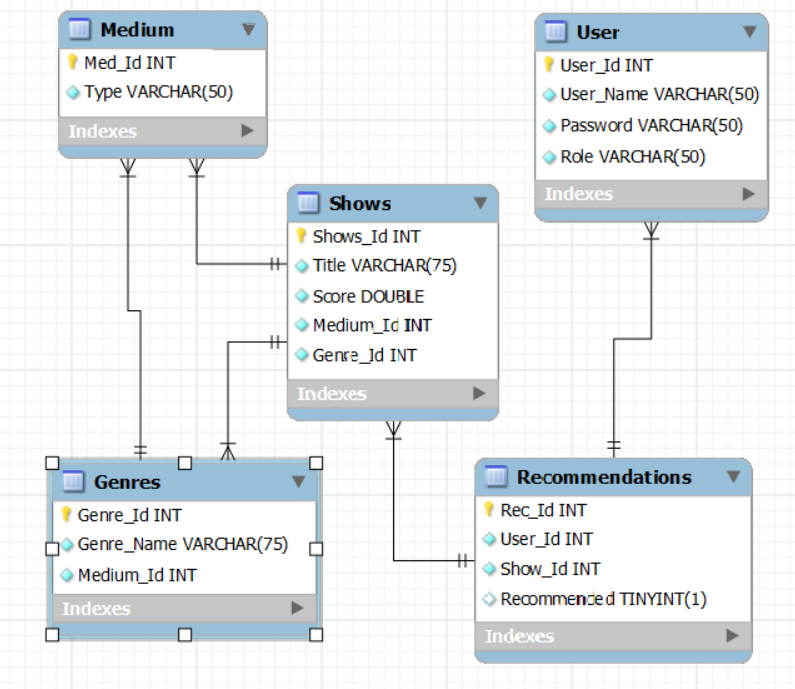 Medium
Med_Id INT
Type VARCHAR(50)
Indexes
User
User_Id INT
User_Name VARCHAR(50)
Password VARCHAR(50)
Role VARCHAR(50)
Indexes
Shows
Shows_Id INT
Title VARCHAR(75)
Score DOUBLE
Medium_Id INT
Genre_Id INT
Indexes
Genres
Genre_Id INT
Genre_Name VARCHAR(75)
Medium_Id INT
Indexes
Recommendations
Rec_Id INT
User_Id INT
Show_Id INT
Recommended TINYINT(1)
Indexes